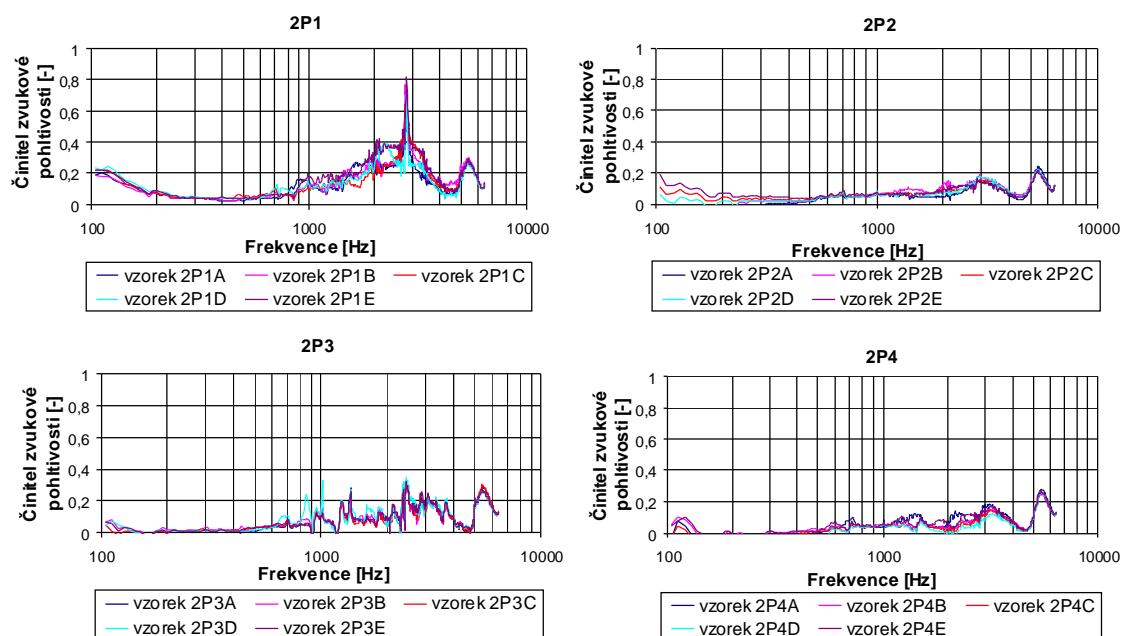 2P1
Činitel zvukové
pohltivosti [-]
1
0,8
0,6
0,4
0,2
0
100
1000
10000
Frekvence [Hz]
vzorek 2P1A
vzorek 2P1B
vzorek 2P1C
vzorek 2P1D
vzorek 2P1E
2P2
Činitel zvukové
pohltivosti [-]
1
0,8
0,6
0,4
0,2
0
100
1000
10000
Frekvence [Hz]
vzorek 2P2A
vzorek 2P2B
vzorek 2P2C
vzorek 2P2D
vzorek 2P2E
2P3
Činitel zvukové
pohltivosti [-]
1
0,8
0,6
0,4
0,2
0
100
1000
10000
Frekvence [Hz]
vzorek 2P3A
vzorek 2P3B
vzorek 2P3C
vzorek 2P3D
vzorek 2P3E
2P4
Činitel zvukové
pohltivosti [-]
1
0,8
0,6
0,4
0,2
0
100
1000
10000
Frekvence [Hz]
vzorek 2P4A
vzorek 2P4B
vzorek 2P4C
vzorek 2P4D
vzorek 2P4E